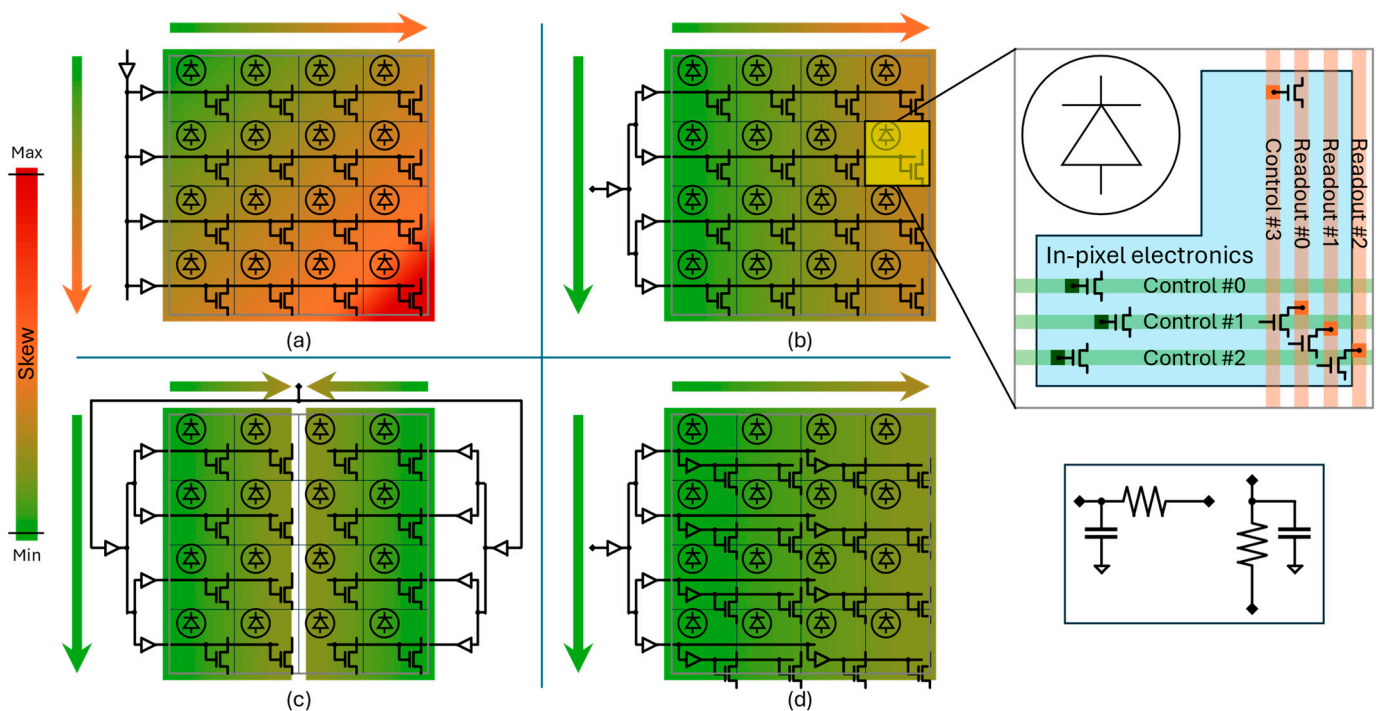 Max
Skew
Min
(a)
(b)
(c)
(d)
Control #3
Readout #0
Readout #1
Readout #2
In-pixel electronics
Control #0
Control #1
Control #2